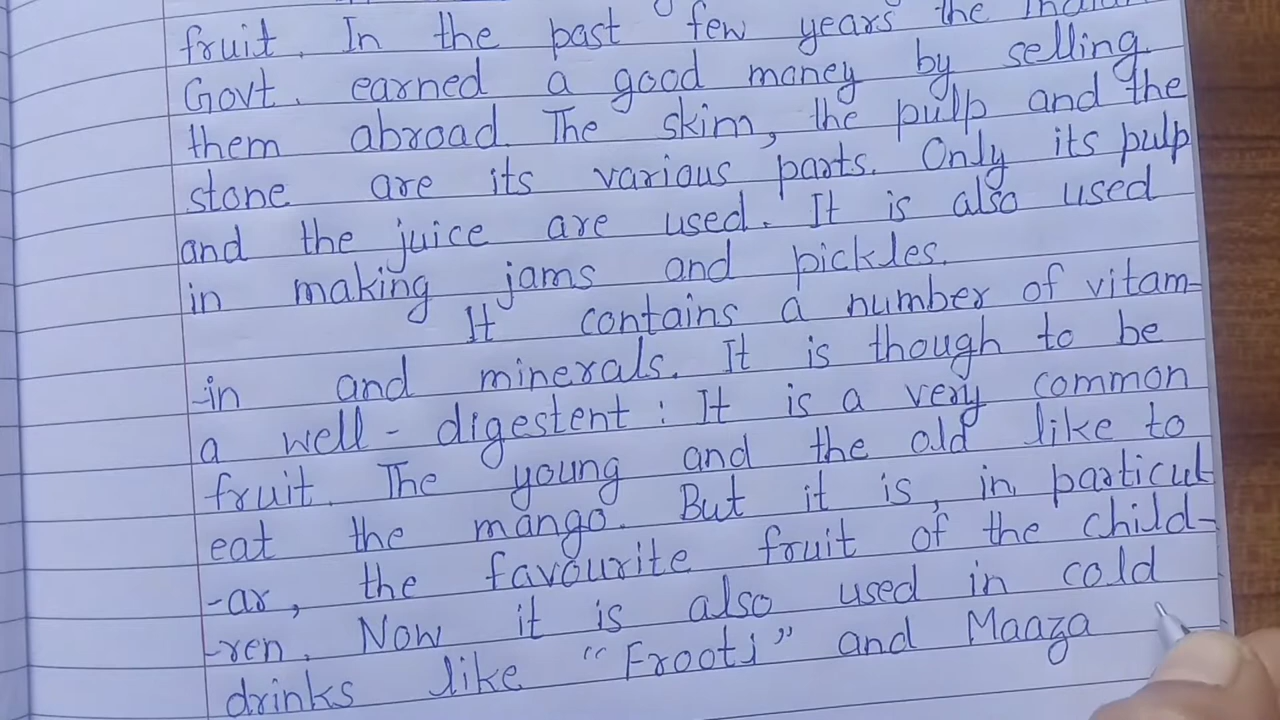 fruit. In the past few years the Indian
Govt. earned a good money by selling
them abroad. The skim, the pulp and the
stone are its various parts. Only its pulp
and the juice are used. It is also used
in making jams and pickles.
It contains a number of vitam-
-in and minerals. It is though to be
a well-digestent: It is a very common
fruit. The young and the old like to
eat the mango. But it is, in particul
-ar, the favourite fruit of the child-
-ren. Now it is also used in cold
drinks like "Frooti" and Maaza